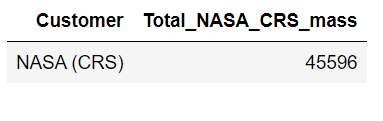 Customer Total_NASA_CRS_mass
NASA (CRS) 45596